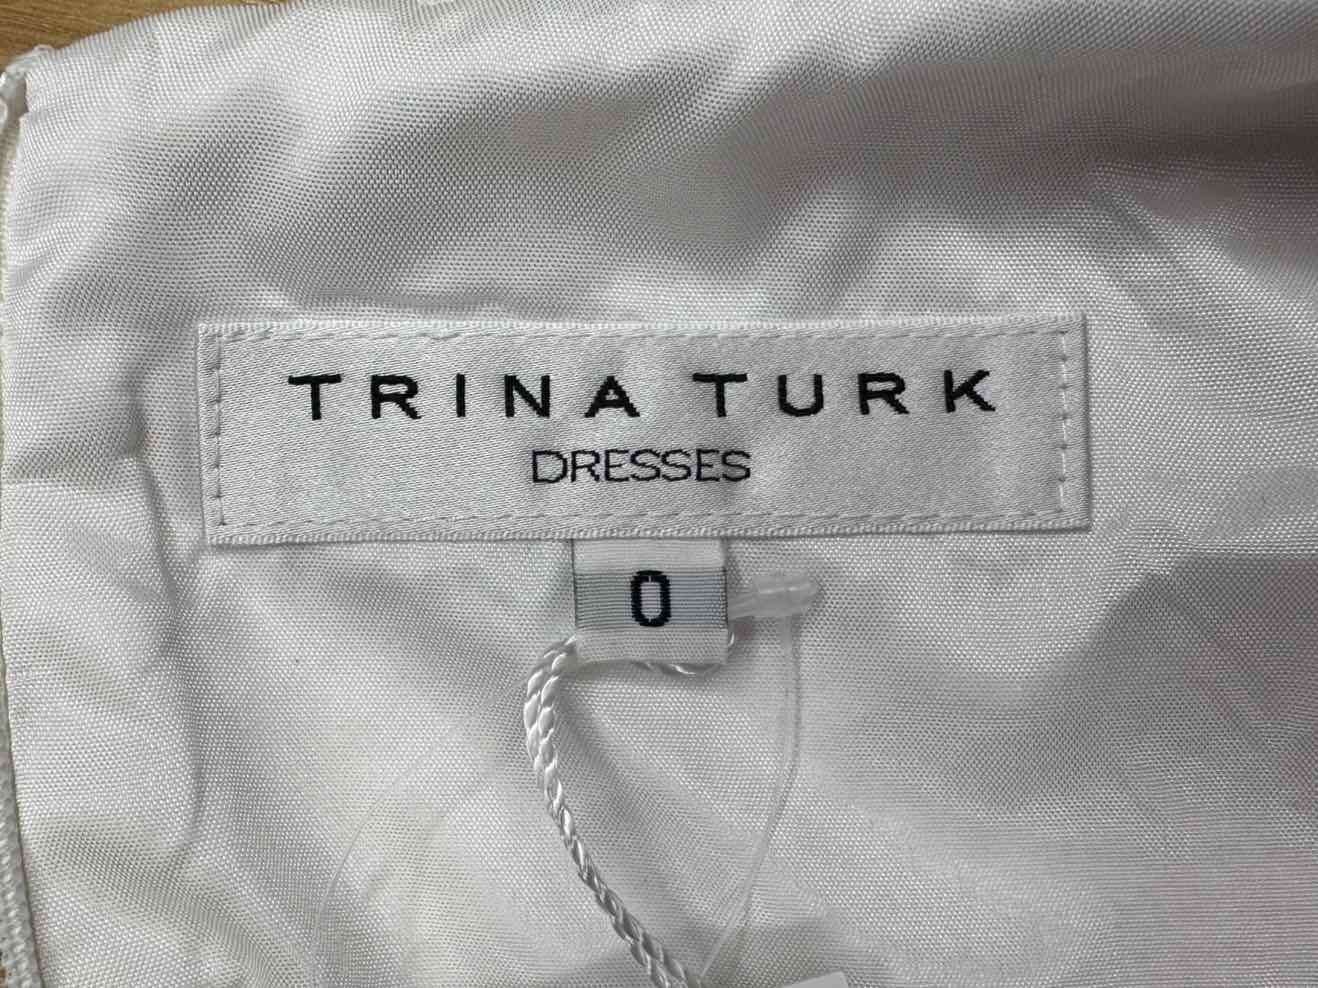 TRINA TURK
DRESSES
0